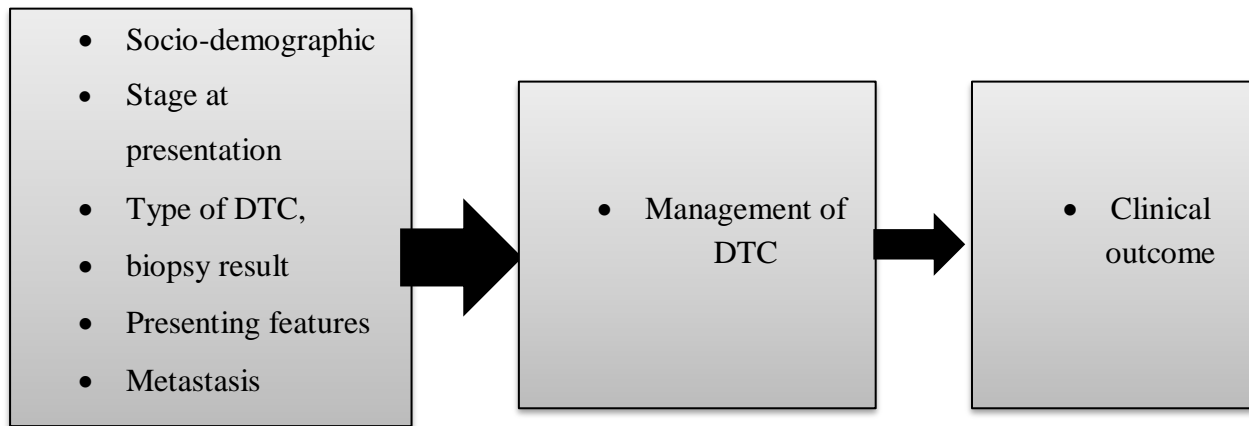 • Socio-demographic
• Stage at
presentation
• Type of DTC,
• biopsy result
• Presenting features
• Metastasis
• Management of
DTC
• Clinical
outcome